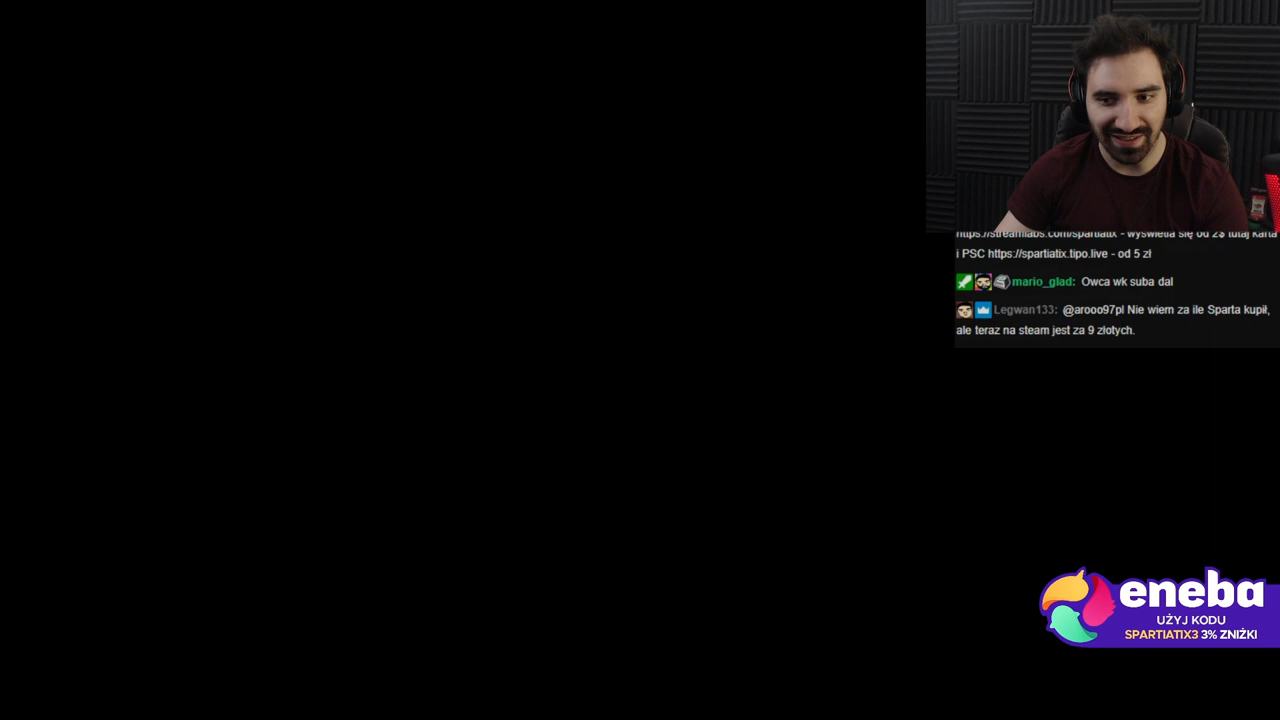 https://streamlabs.com/spartiatix - wyświetla się od 2$ tutaj karta
i PSC https://spartiatix.tipo.live - od 5 zł
mario_glad: Owca wk suba dal
Legwan133: @arooo97pl Nie wiem za ile Sparta kupił,
ale teraz na steam jest za 9 złotych.
eneba
UŻYJ KODU
SPARTIATIX3 3% ZNIŻKI